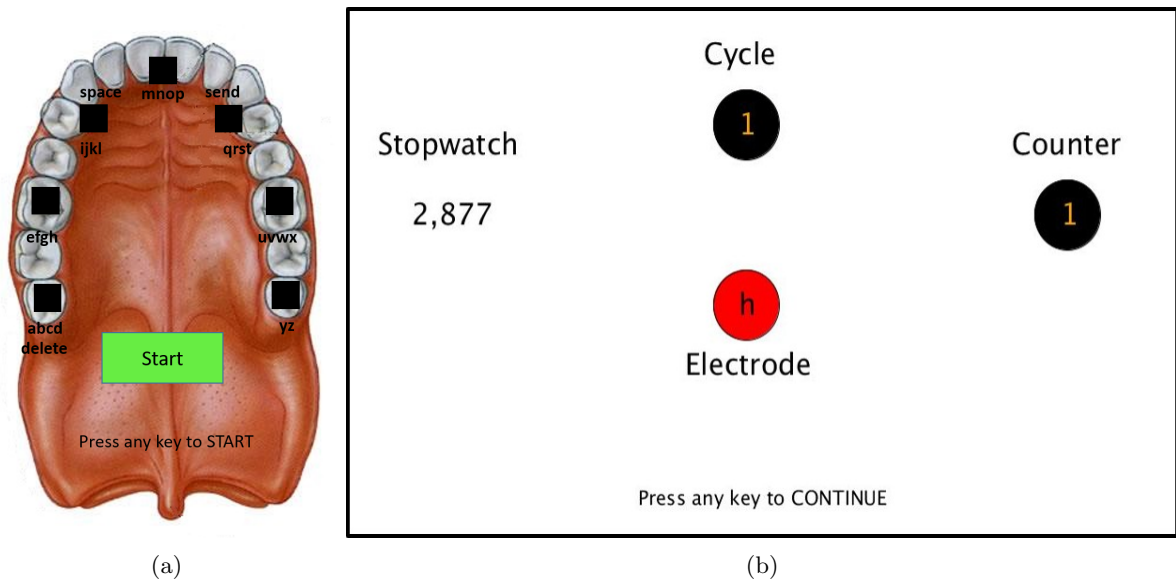 space
mnop
send
ijkl
qrst
efgh
uvwx
abcd
delete
yz
Start
Press any key to START
(a)
Cycle
1
Stopwatch
2,877
Counter
1
h
Electrode
Press any key to CONTINUE
(b)